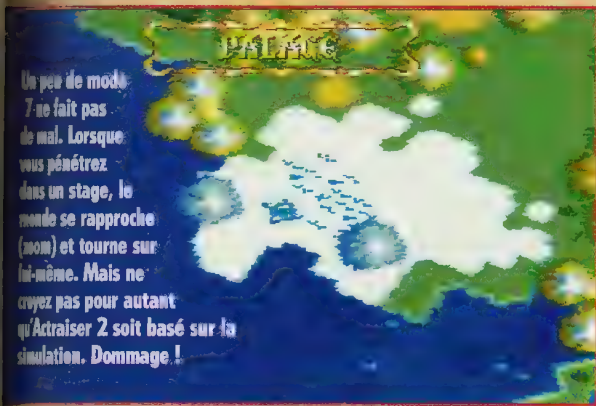 PALACE
Un peu de mode
7 ne fait pas
de mal. Lorsque
vous pénétrez
dans un stage, le
monde se rapproche
(zoom) et tourne sur
lui-même. Mais ne
croyez pas pour autant
qu'Actraiser 2 soit basé sur la
simulation. Dommage !